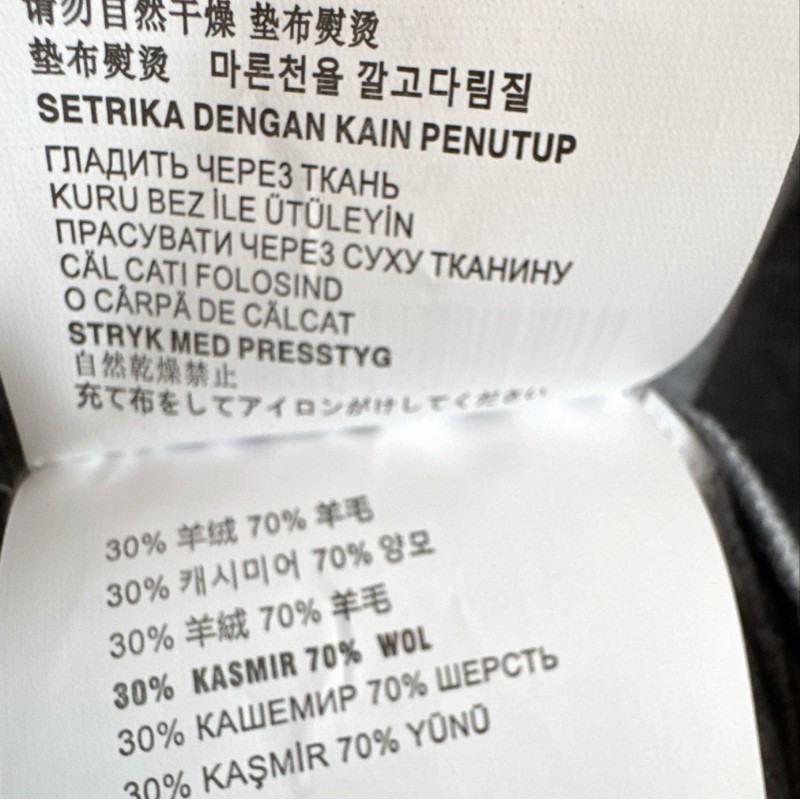 请勿自然干燥 垫布熨烫
垫布熨烫 마른천을 깔고다림질
SETRIKA DENGAN KAIN PENUTUP
ГЛАДИТЬ ЧЕРЕЗ ТКАНЬ
KURU BEZ İLE ÜTÜLEYİN
ПРАСУВАТИ ЧЕРЕЗ СУХУ ТКАНИНУ
CĂL CATI FOLOSIND
O CÂRPĂ DE CĂLCAT
STRYK MED PRESSTYG
自然乾燥禁止
充て布をしてアイロンがけしてください
30% 羊绒 70% 羊毛
30% 캐시미어 70% 양모
30% 羊絨 70% 羊毛
30% KASMIR 70% WOL
30% КАШЕМИР 70% ШЕРСТЬ
30% KAŞMİR 70% YÜNÜ